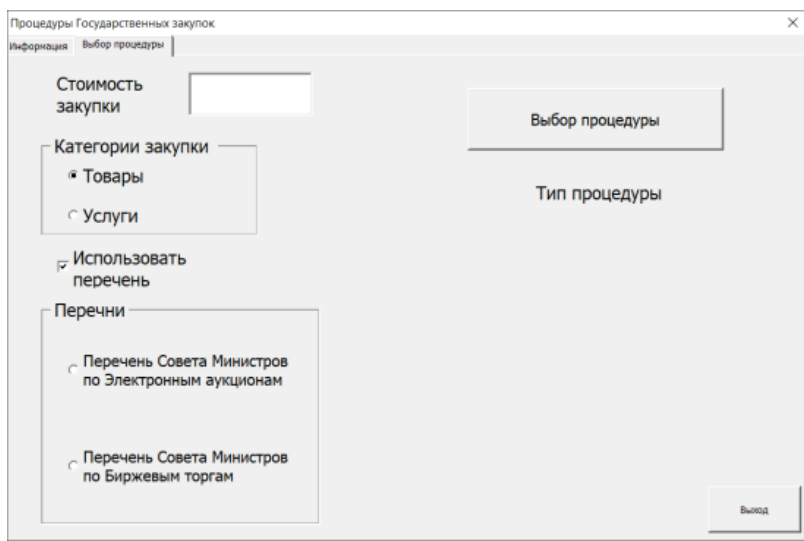 Процедуры Государственных закупок
Информация Выбор процедуры
Стоимость
закупки
Выбор процедуры
Категории закупки
Товары
Тип процедуры
Услуги
Использовать
перечень
Перечни
Перечень Совета Министров
по Электронным аукционам
Перечень Совета Министров
по Биржевым торгам
Выход